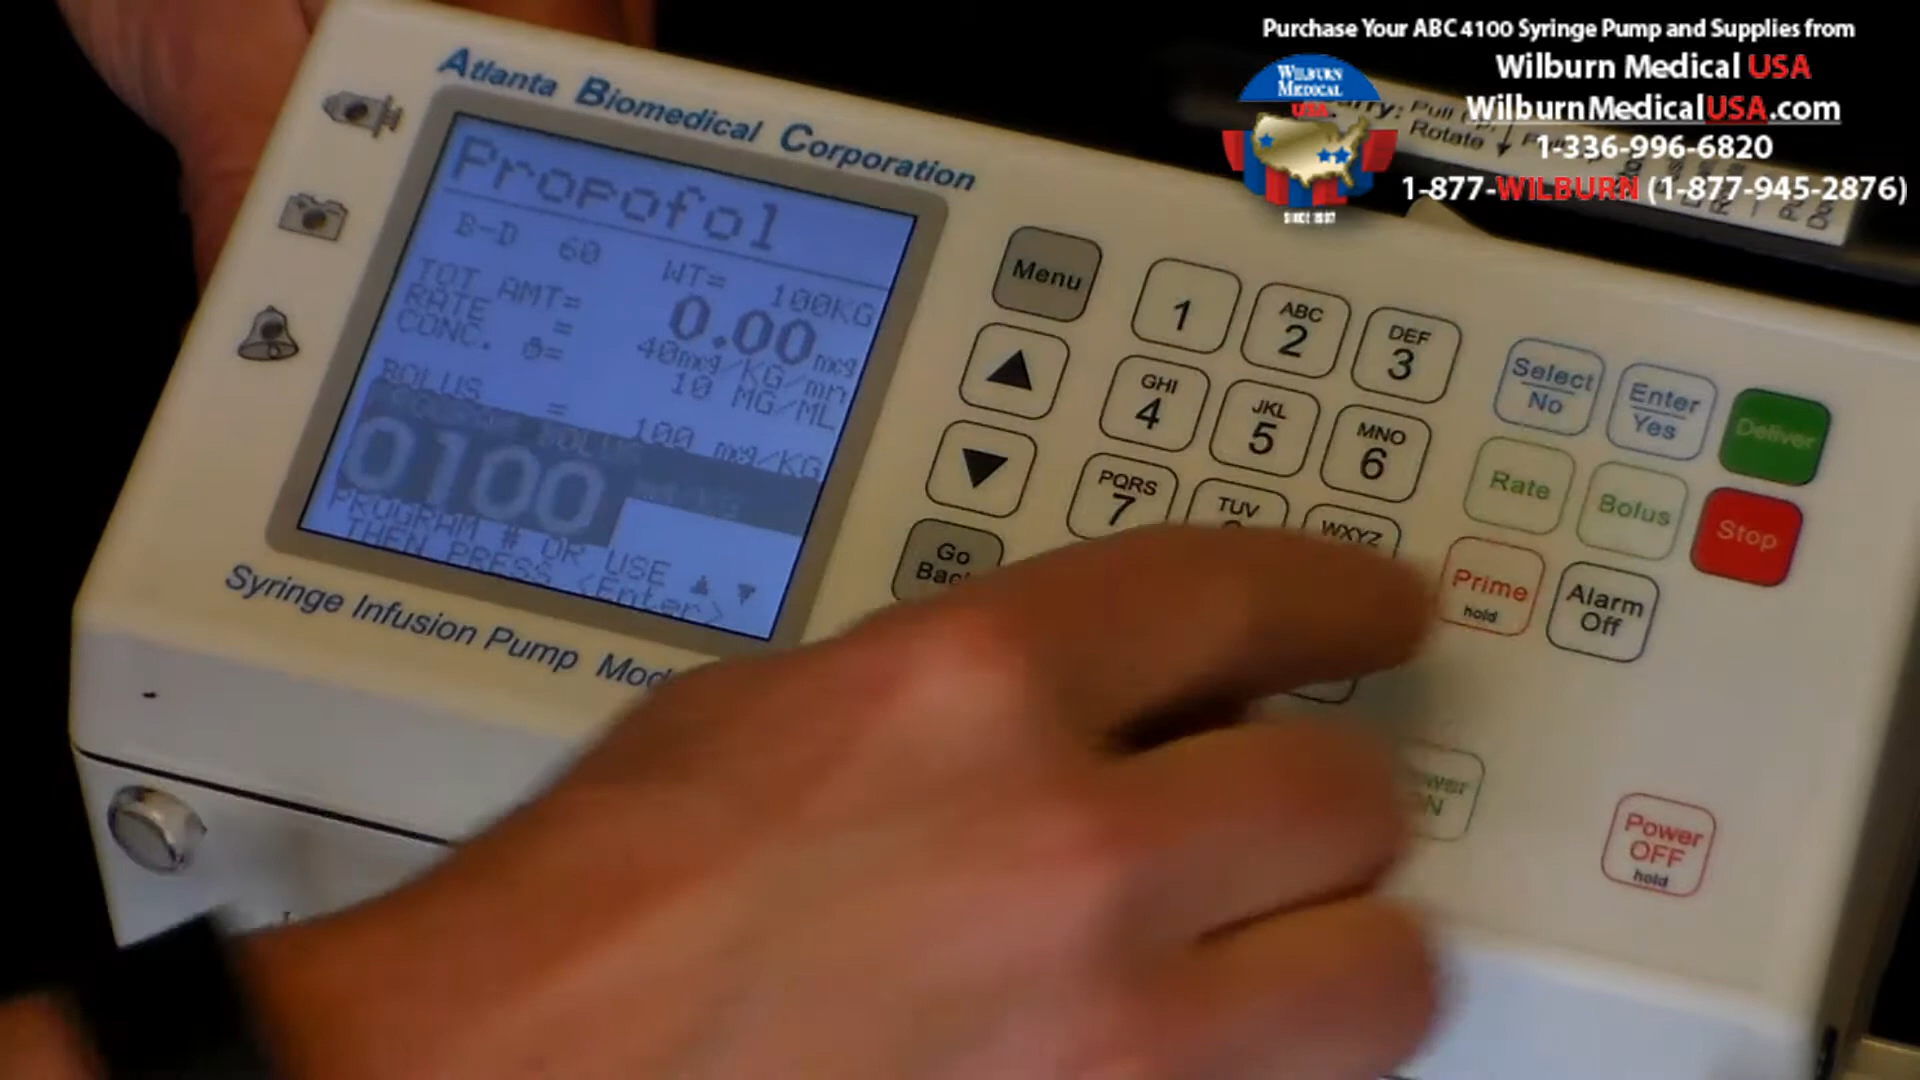 Purchase Your ABC 4100 Syringe Pump and Supplies from
Wilburn Medical USA
WilburnMedicalUSA.com
1-336-996-6820
1-877-WILBURN (1-877-945-2876)
WILBURN
MEDICAL
USA
SINCE 1987
Pull
Rotate
Atlanta Biomedical Corporation
Propofol
B-D 60 WT= 100KG
TOT AMT= 0.00mcg
RATE = 40mcg/KG/mn
CONC. = 10 MG/ML
BOLUS = 100 mcg/KG
PROGRAM BOLUS
0100
PROGRAM # OR USE ▲ ▼
THEN PRESS <Enter>
Syringe Infusion Pump
Menu
1
ABC 2
DEF 3
GHI 4
JKL 5
MNO 6
PQRS 7
TUV
WXYZ
Go
Back
Select
No
Enter
Yes
Deliver
Rate
Bolus
Stop
Prime
hold
Alarm
Off
Power
ON
Power
OFF
hold